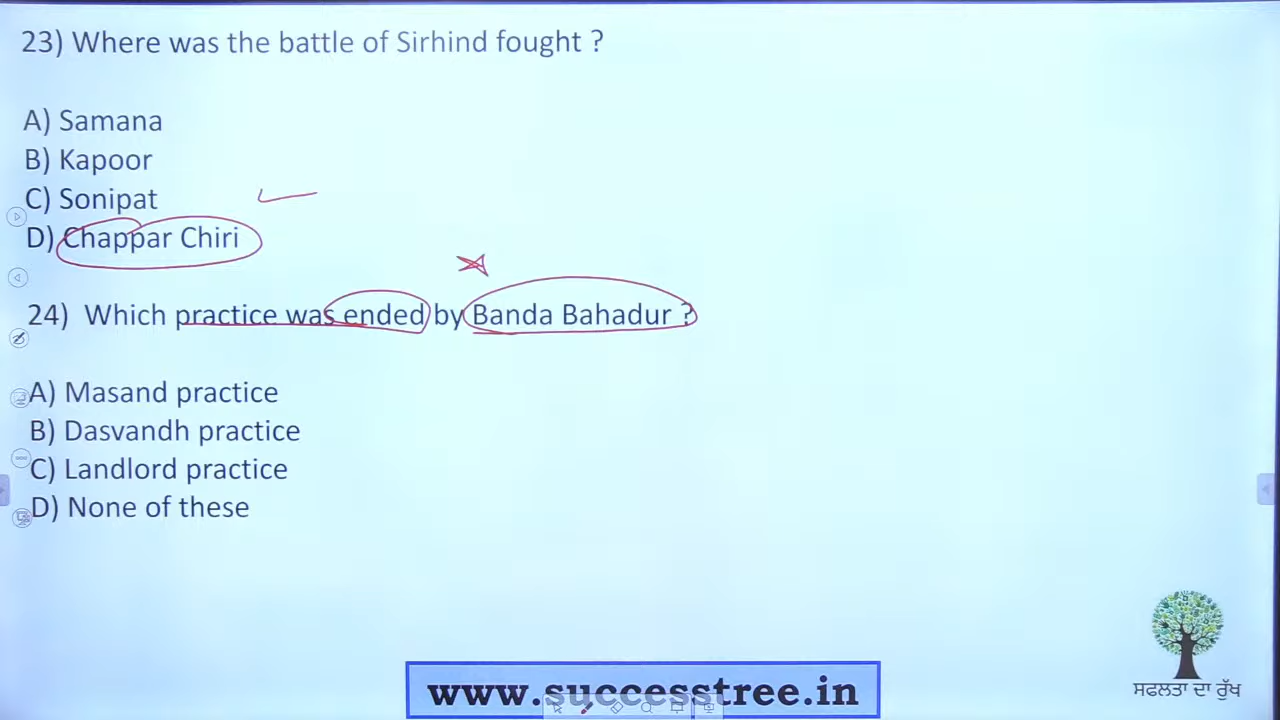 23) Where was the battle of Sirhind fought ?
A) Samana
B) Kapoor
C) Sonipat
D) Chappar Chiri
24) Which practice was ended by Banda Bahadur ?
A) Masand practice
B) Dasvandh practice
C) Landlord practice
D) None of these
ਸਫਲਤਾ ਦਾ ਰੁੱਖ
www.successtree.in